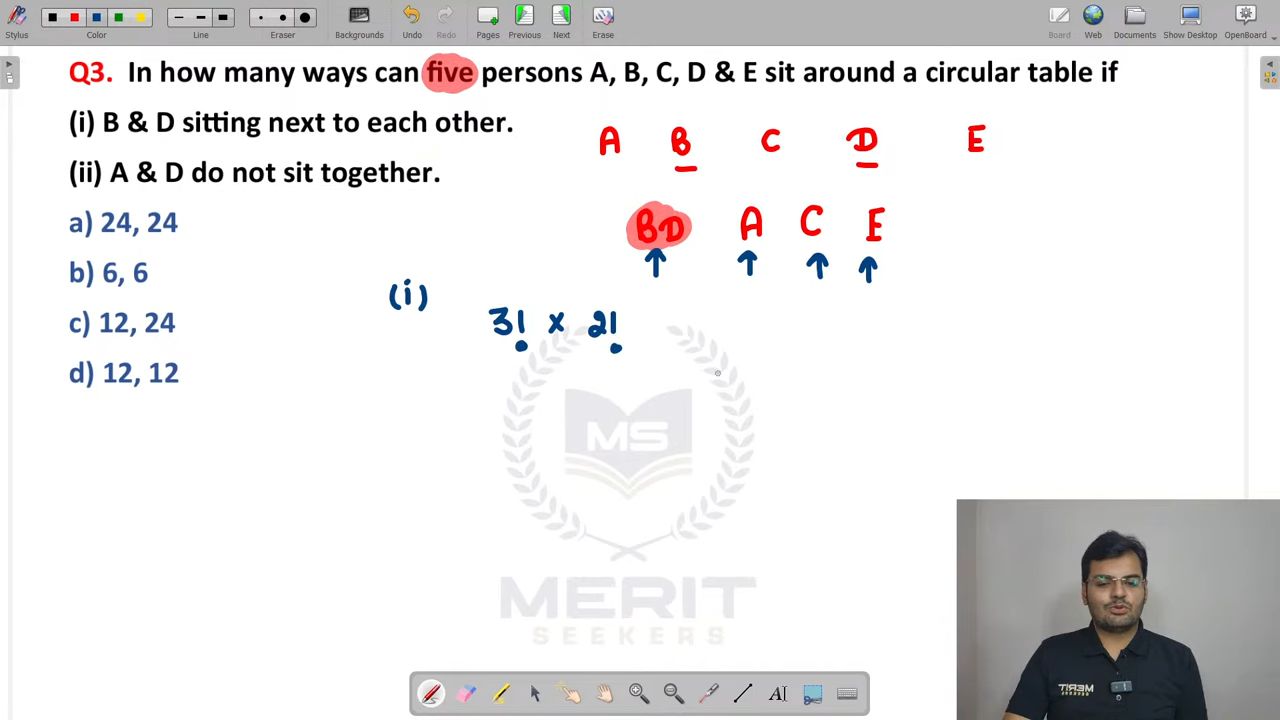 Stylus Color Line Eraser Backgrounds Undo Redo Pages Previous Next Erase Board Web Documents Show Desktop OpenBoard
Q3. In how many ways can five persons A, B, C, D & E sit around a circular table if
(i) B & D sitting next to each other.
A B C D E
(ii) A & D do not sit together.
a) 24, 24
BD A C E
b) 6, 6
(i)
c) 12, 24
3! × 2!
d) 12, 12
MS
MERIT
SEEKERS
MERIT
SEEKERS